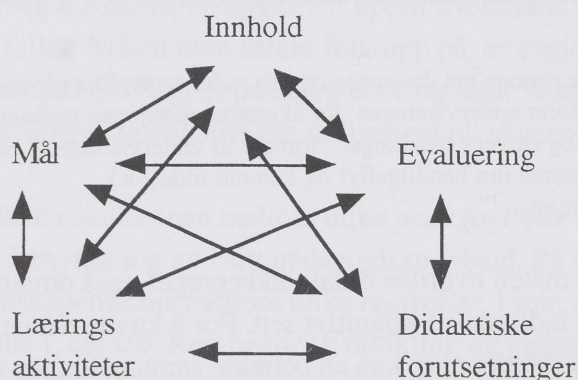 Innhold
Mål
Evaluering
Lærings
aktiviteter
Didaktiske
forutsetninger